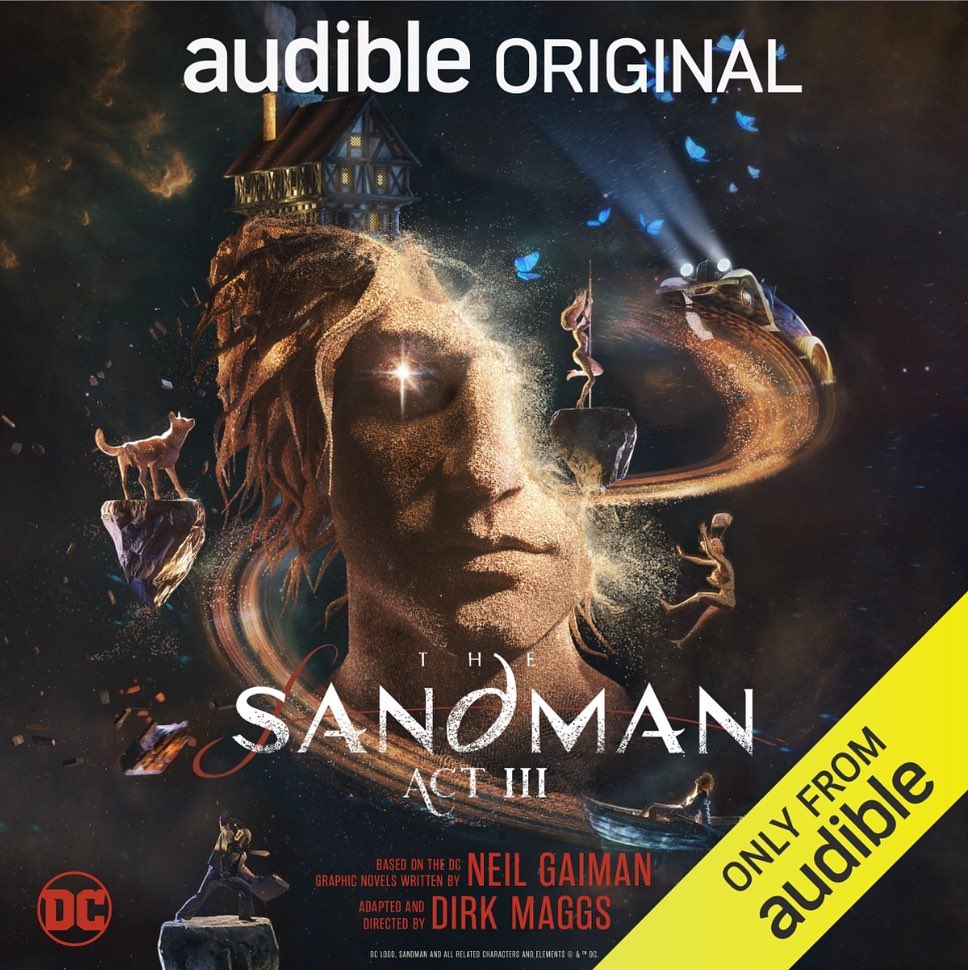 audible ORIGINAL
THE
SANDMAN
ACT III
BASED ON THE DC
GRAPHIC NOVELS WRITTEN BY NEIL GAIMAN
ADAPTED AND
DIRECTED BY DIRK MAGGS
DC
ONLY FROM
audible
DC LOGO, SANDMAN AND ALL RELATED CHARACTERS AND ELEMENTS © & ™ DC.